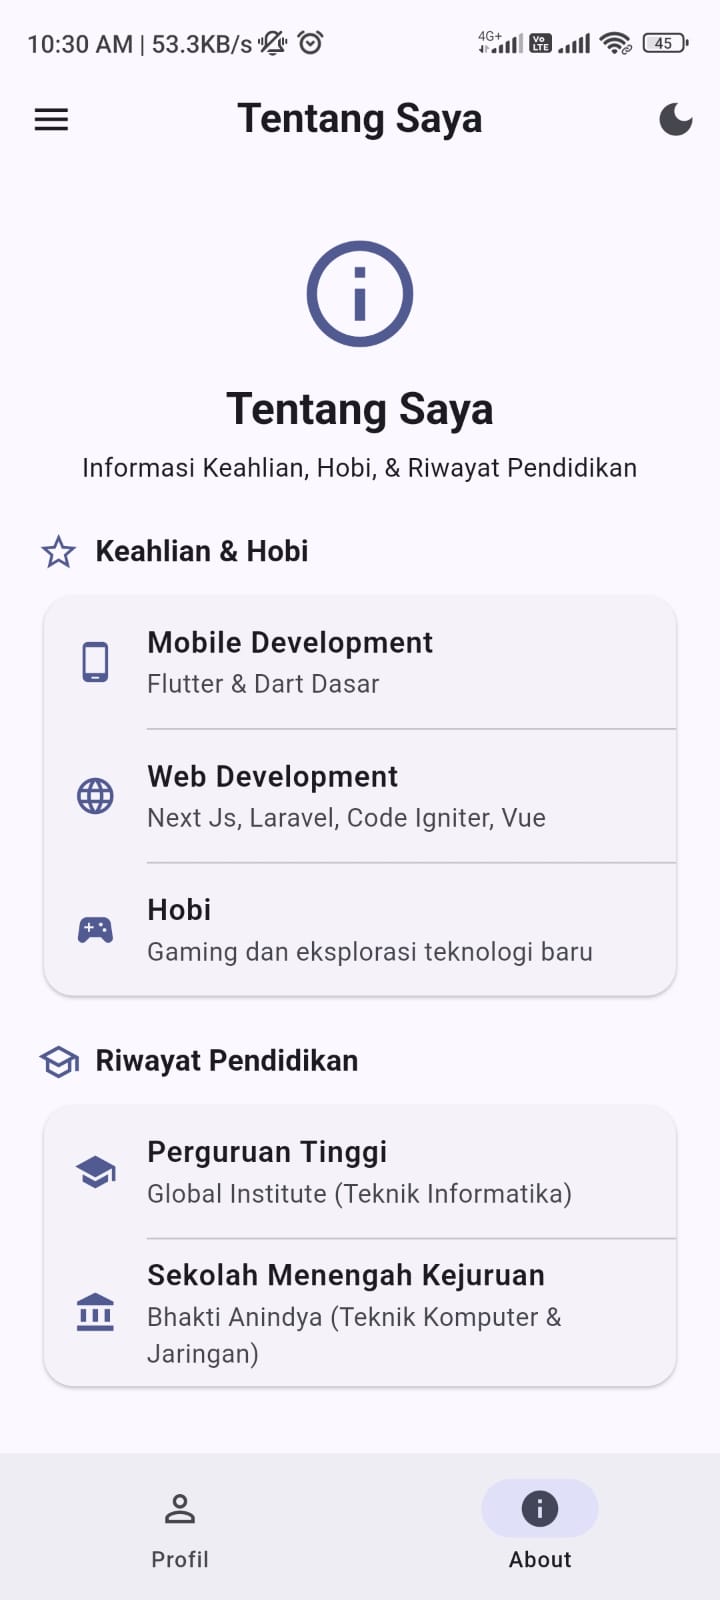 10:30 AM | 53.3KB/s
4G+
Vo LTE
45
Tentang Saya
Tentang Saya
Informasi Keahlian, Hobi, & Riwayat Pendidikan
Keahlian & Hobi
Mobile Development
Flutter & Dart Dasar
Web Development
Next Js, Laravel, Code Igniter, Vue
Hobi
Gaming dan eksplorasi teknologi baru
Riwayat Pendidikan
Perguruan Tinggi
Global Institute (Teknik Informatika)
Sekolah Menengah Kejuruan
Bhakti Anindya (Teknik Komputer &
Jaringan)
Profil
About